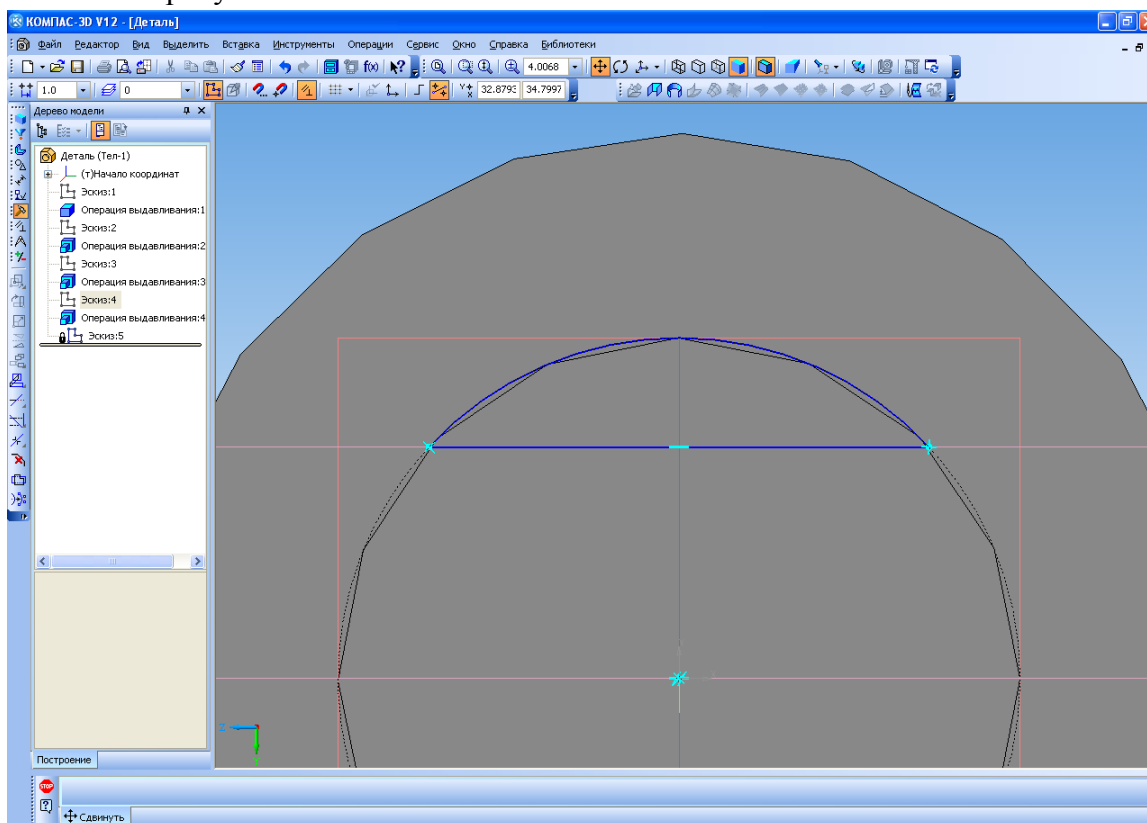 КОМПАС-3D V12 - [Деталь]
Файл Редактор Вид Выделить Вставка Инструменты Операции Сервис Окно Справка Библиотеки
f(x) 4.0068
1.0 0 32.8793 34.7997
Дерево модели
Деталь (Тел-1)
(т)Начало координат
Эскиз:1
Операция выдавливания:1
Эскиз:2
Операция выдавливания:2
Эскиз:3
Операция выдавливания:3
Эскиз:4
Операция выдавливания:4
Эскиз:5
Z
Построение
STOP
Сдвинуть